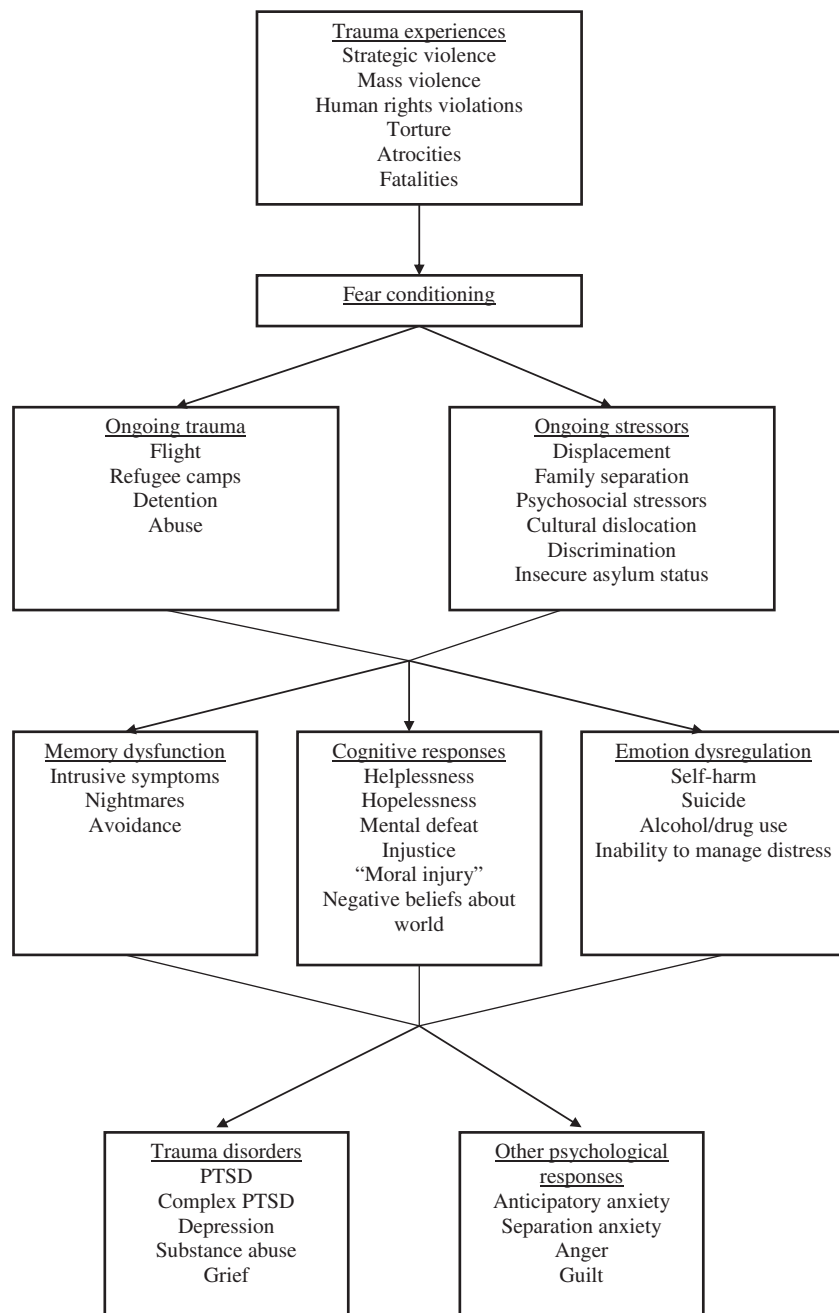 Trauma experiences
Strategic violence
Mass violence
Human rights violations
Torture
Atrocities
Fatalities
Fear conditioning
Ongoing trauma
Flight
Refugee camps
Detention
Abuse
Ongoing stressors
Displacement
Family separation
Psychosocial stressors
Cultural dislocation
Discrimination
Insecure asylum status
Memory dysfunction
Intrusive symptoms
Nightmares
Avoidance
Cognitive responses
Helplessness
Hopelessness
Mental defeat
Injustice
“Moral injury”
Negative beliefs about
world
Emotion dysregulation
Self-harm
Suicide
Alcohol/drug use
Inability to manage distress
Trauma disorders
PTSD
Complex PTSD
Depression
Substance abuse
Grief
Other psychological
responses
Anticipatory anxiety
Separation anxiety
Anger
Guilt